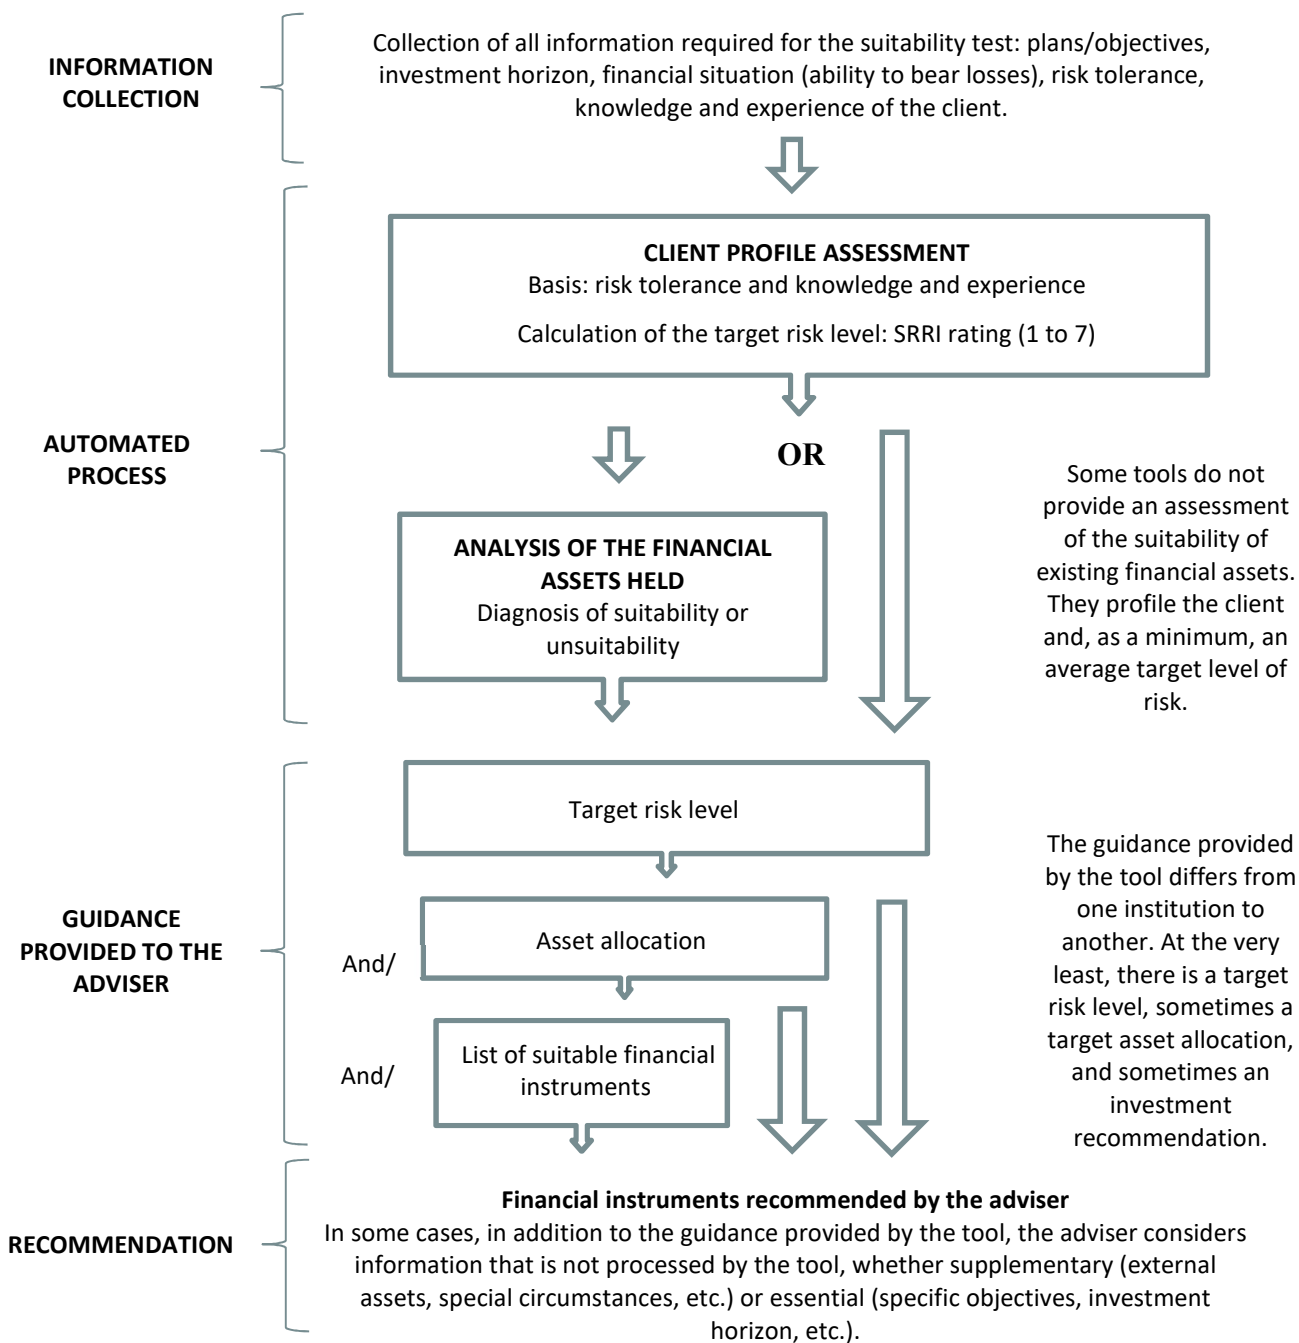 INFORMATION
COLLECTION
Collection of all information required for the suitability test: plans/objectives,
investment horizon, financial situation (ability to bear losses), risk tolerance,
knowledge and experience of the client.
AUTOMATED
PROCESS
CLIENT PROFILE ASSESSMENT
Basis: risk tolerance and knowledge and experience
Calculation of the target risk level: SRRI rating (1 to 7)
OR
ANALYSIS OF THE FINANCIAL
ASSETS HELD
Diagnosis of suitability or
unsuitability
Some tools do not
provide an assessment
of the suitability of
existing financial assets.
They profile the client
and, as a minimum, an
average target level of
risk.
GUIDANCE
PROVIDED TO THE
ADVISER
Target risk level
And/
Asset allocation
And/
List of suitable financial
instruments
The guidance provided
by the tool differs from
one institution to
another. At the very
least, there is a target
risk level, sometimes a
target asset allocation,
and sometimes an
investment
recommendation.
RECOMMENDATION
Financial instruments recommended by the adviser
In some cases, in addition to the guidance provided by the tool, the adviser considers
information that is not processed by the tool, whether supplementary (external
assets, special circumstances, etc.) or essential (specific objectives, investment
horizon, etc.).